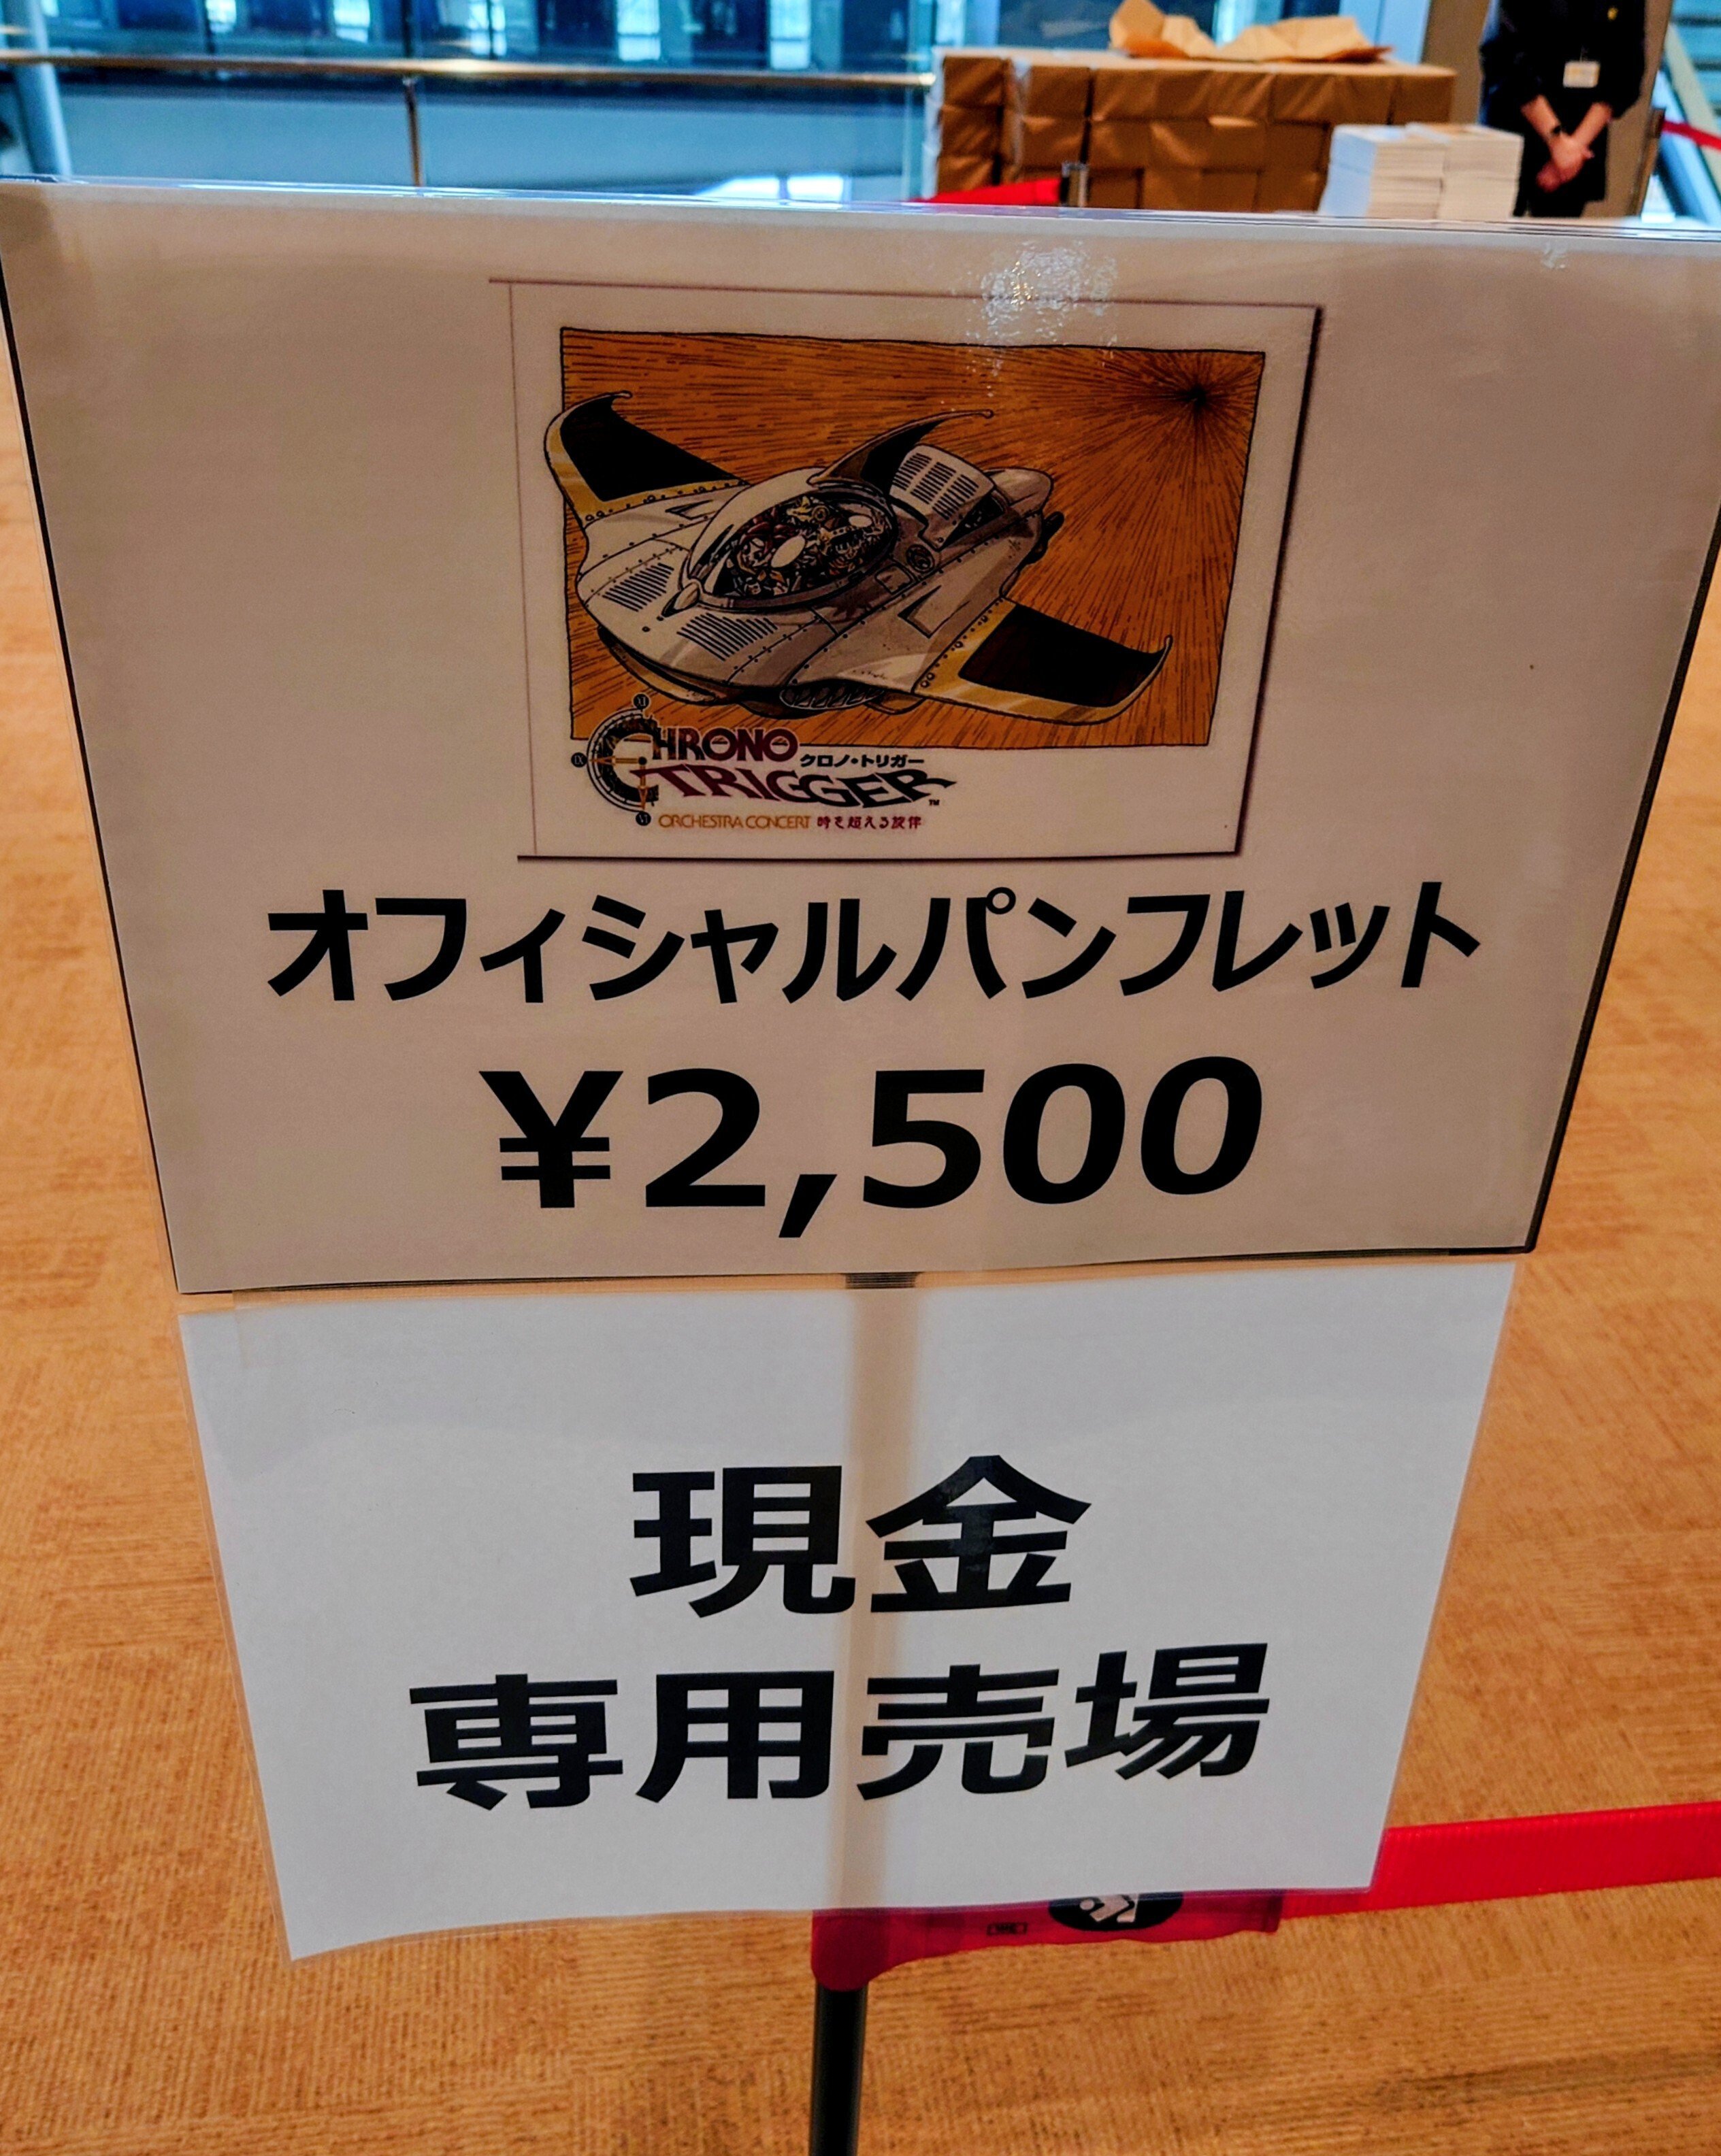 CHRONO
クロノ・トリガー
TRIGGER™
ORCHESTRA CONCERT 時を超える旋律
オフィシャルパンフレット
¥2,500
現金
専用売場